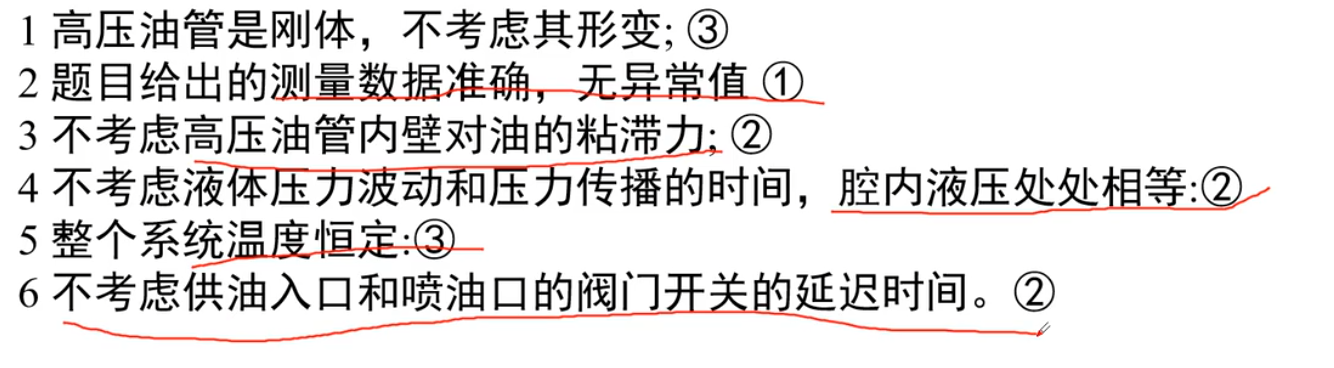 1 高压油管是刚体，不考虑其形变; ③
2 题目给出的测量数据准确，无异常值 ①
3 不考虑高压油管内壁对油的粘滞力; ②
4 不考虑液体压力波动和压力传播的时间，腔内液压处处相等:②
5 整个系统温度恒定:③
6 不考虑供油入口和喷油口的阀门开关的延迟时间。②